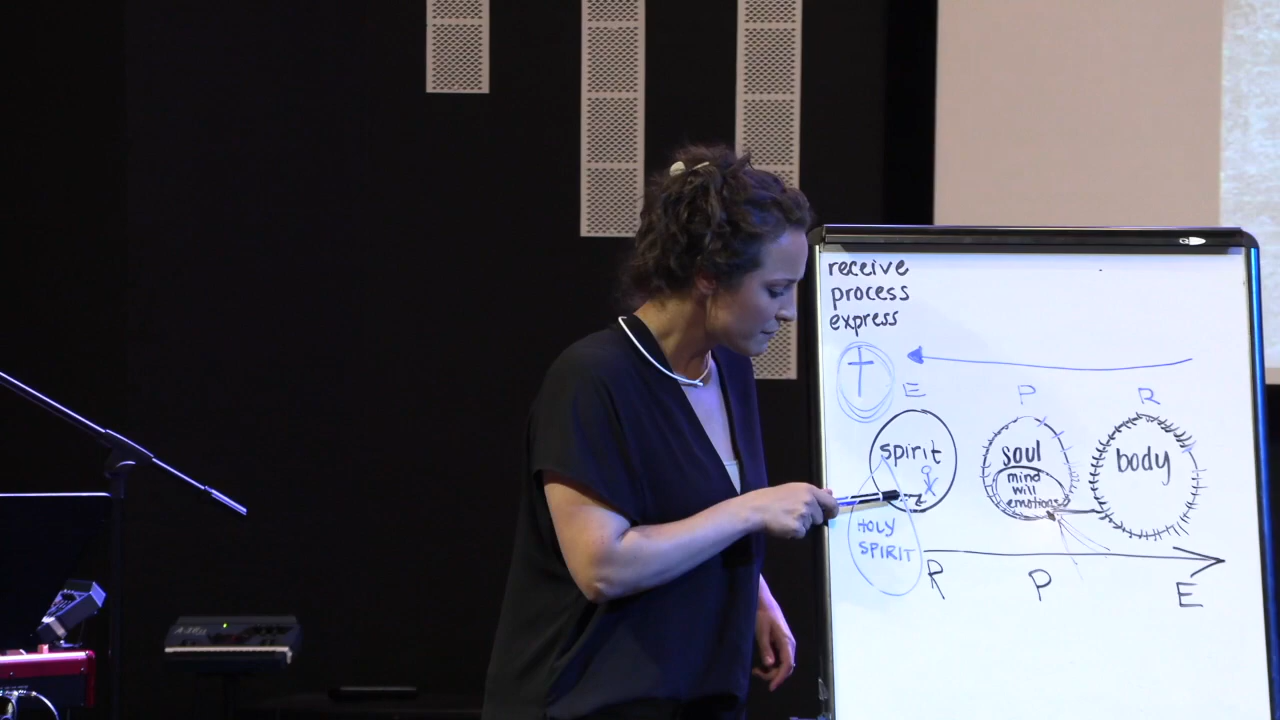 receive
process
express
E P R
spirit
soul
mind
will
emotions
body
HOLY
SPIRIT
R P E